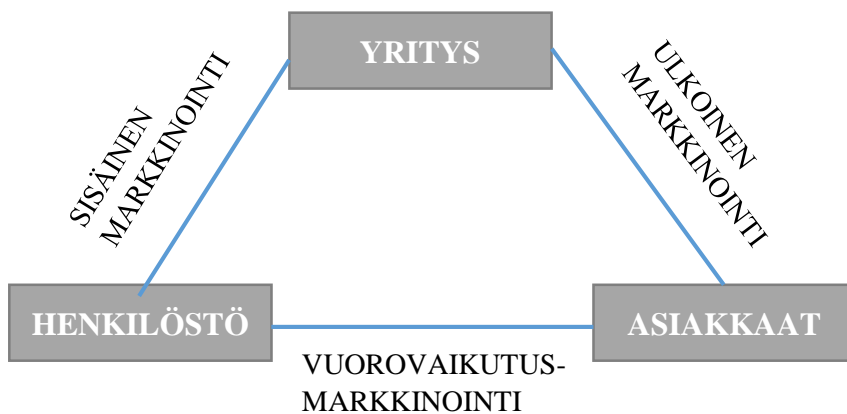 YRITYS
SISÄINEN
MARKKINOINTI
ULKOINEN
MARKKINOINTI
HENKILÖSTÖ
ASIAKKAAT
VUOROVAIKUTUS-
MARKKINOINTI